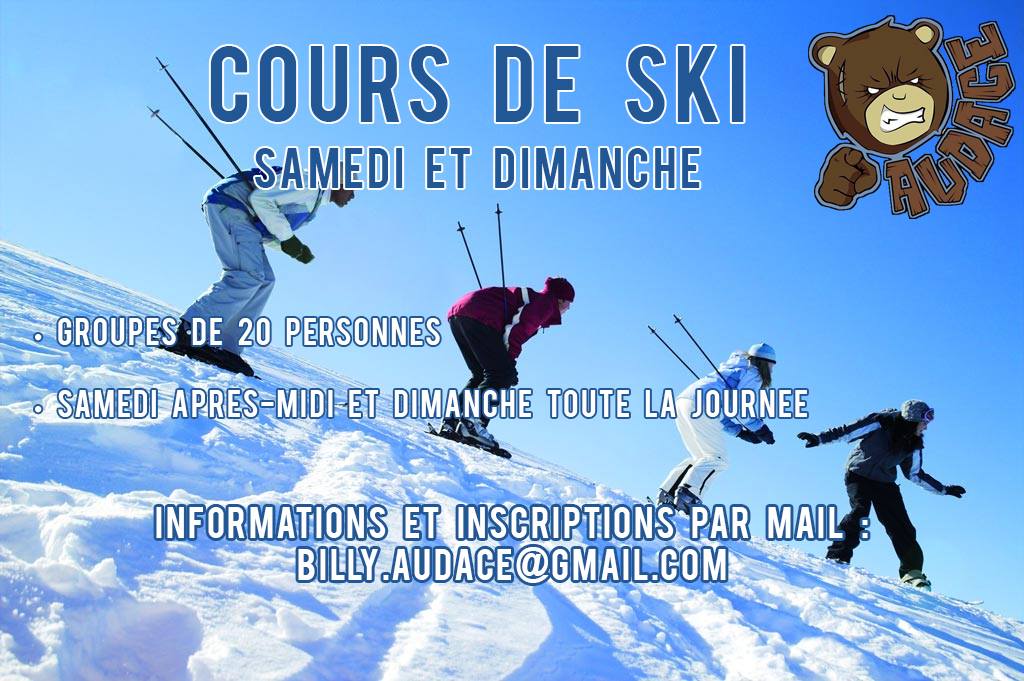 COURS DE SKI
SAMEDI ET DIMANCHE
AUDACE
• GROUPES DE 20 PERSONNES
• SAMEDI APRES-MIDI ET DIMANCHE TOUTE LA JOURNEE
INFORMATIONS ET INSCRIPTIONS PAR MAIL :
BILLY.AUDACE@GMAIL.COM